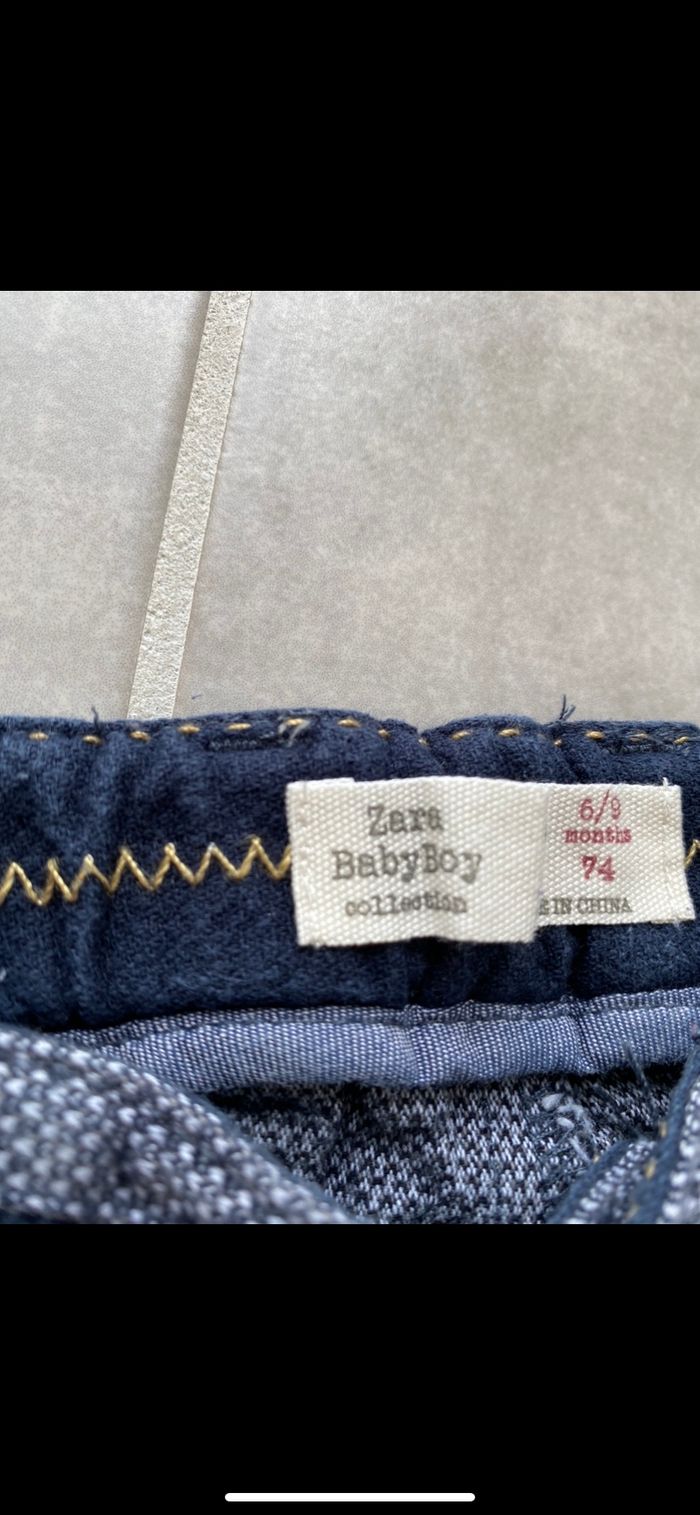 Zara
BabyBoy
collection
6/9
months
74
IN CHINA